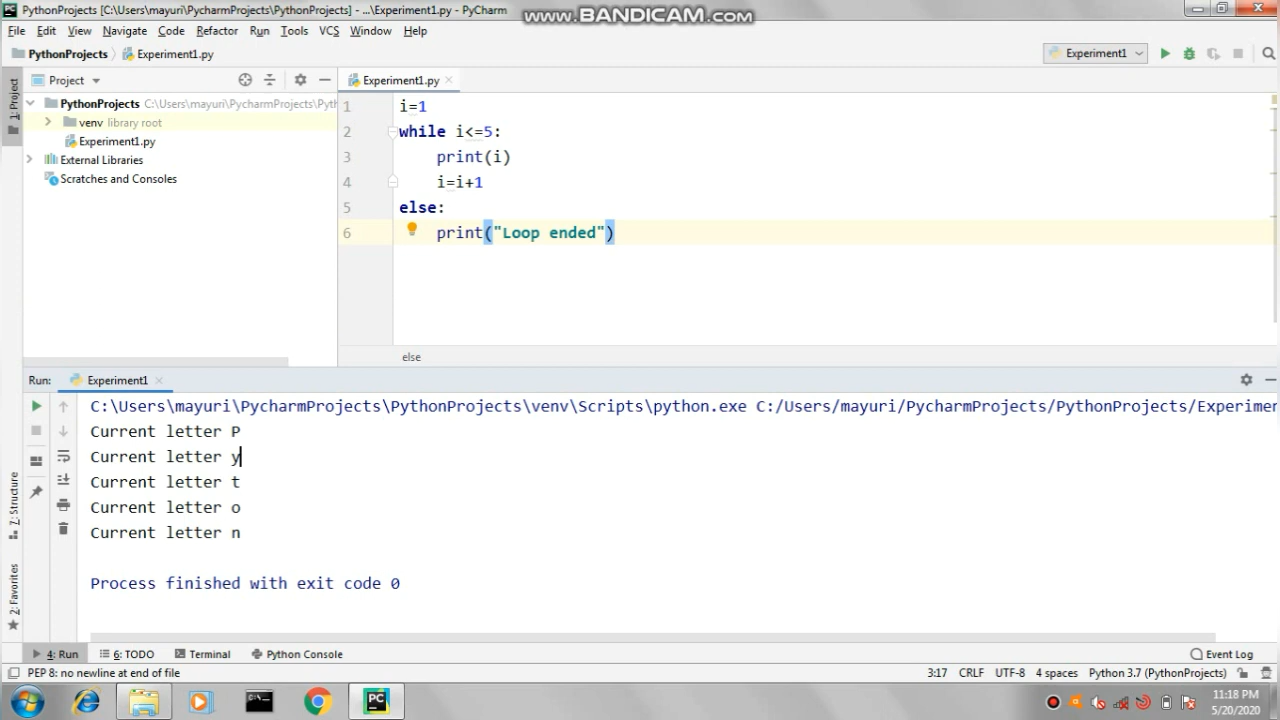 PythonProjects [C:\Users\mayuri\PycharmProjects\PythonProjects] - ...\Experiment1.py - PyCharm
www.BANDICAM.com
File Edit View Navigate Code Refactor Run Tools VCS Window Help
PythonProjects Experiment1.py
Experiment1
1: Project
Project
Experiment1.py
PythonProjects C:\Users\mayuri\PycharmProjects\Pyth
venv library root
Experiment1.py
External Libraries
Scratches and Consoles
1 i=1
2 while i<=5:
3 print(i)
4 i=i+1
5 else:
6 print("Loop ended")
else
Run: Experiment1
C:\Users\mayuri\PycharmProjects\PythonProjects\venv\Scripts\python.exe C:/Users/mayuri/PycharmProjects/PythonProjects/Experimen
Current letter P
Current letter y
Current letter t
Current letter o
Current letter n
Process finished with exit code 0
7: Structure
2: Favorites
4: Run 6: TODO Terminal Python Console Event Log
PEP 8: no newline at end of file 3:17 CRLF UTF-8 4 spaces Python 3.7 (PythonProjects)
PC
11:18 PM
5/20/2020